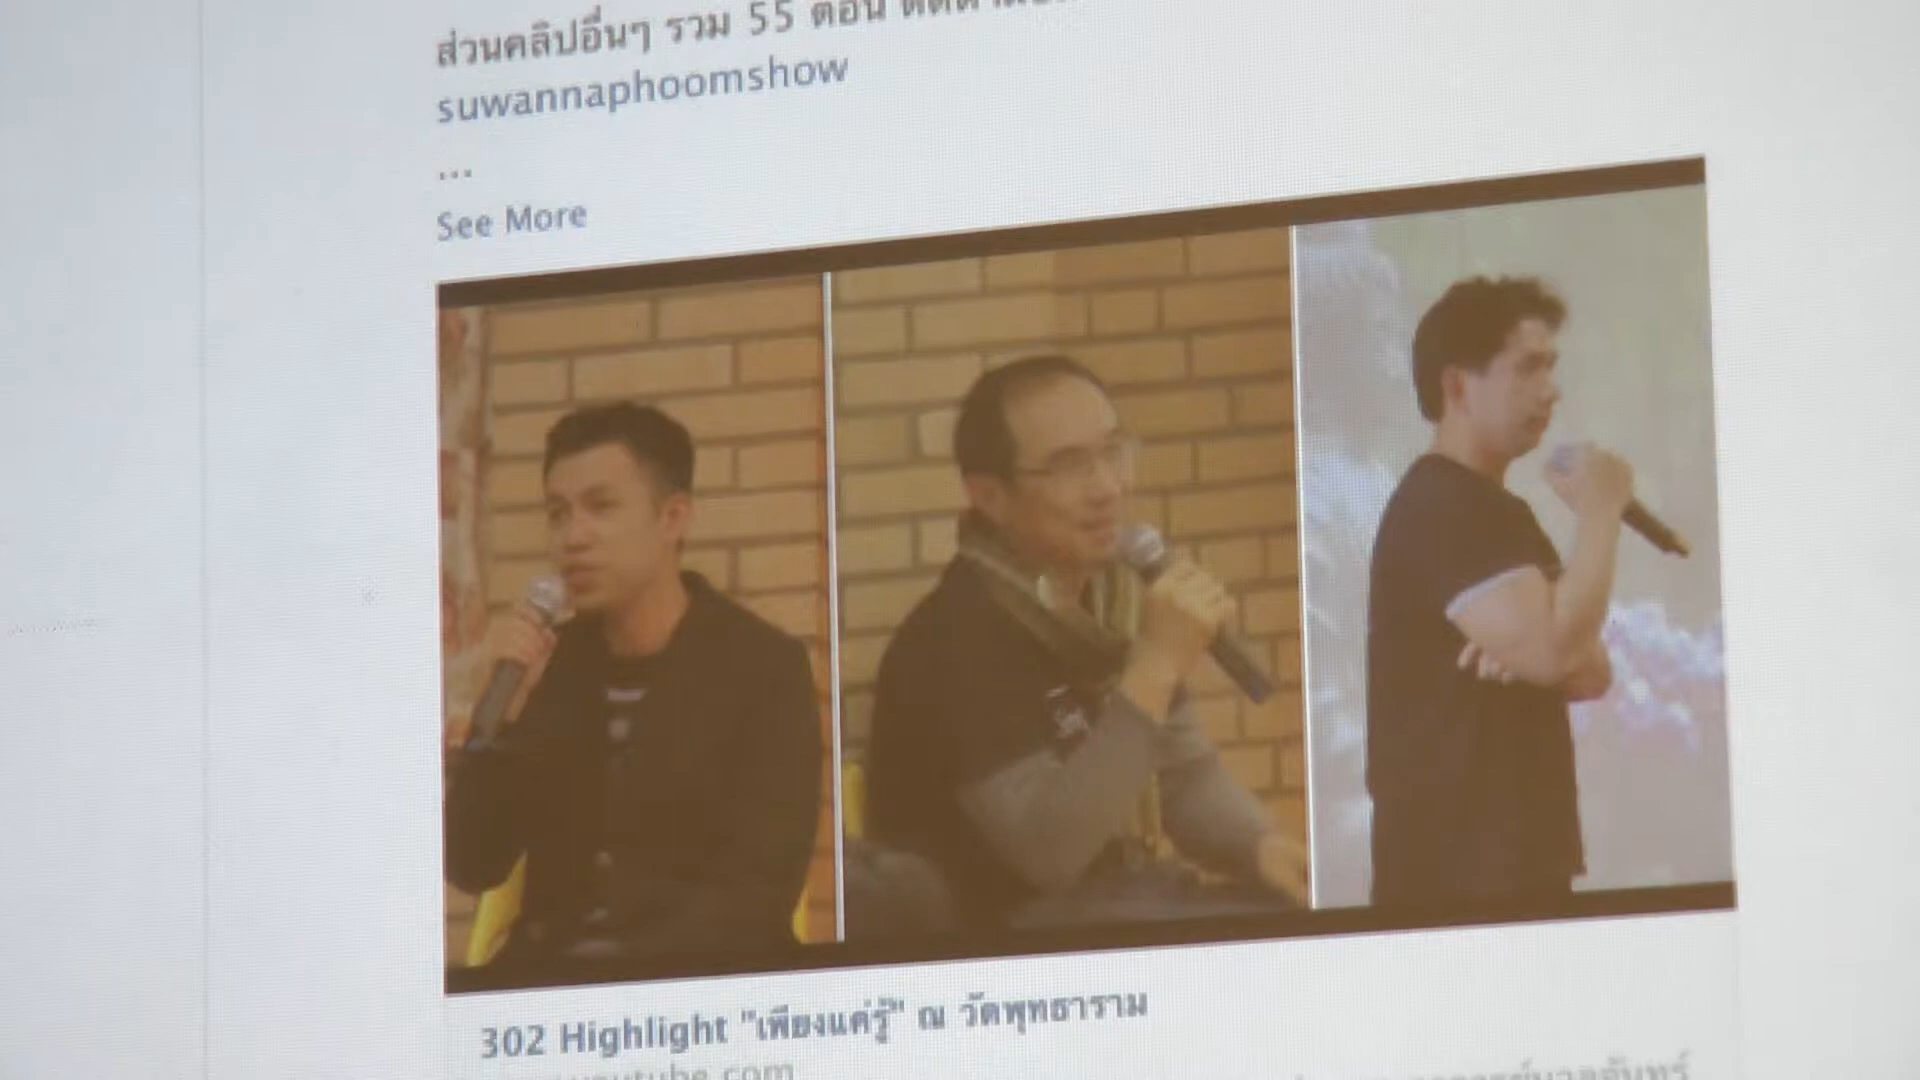 ส่วนคลิปอื่นๆ รวม 55 ตอน
suwannaphoomshow
...
See More
302 Highlight "เพียงแค่รู้" ณ วัดพุทธาราม
youtube.com